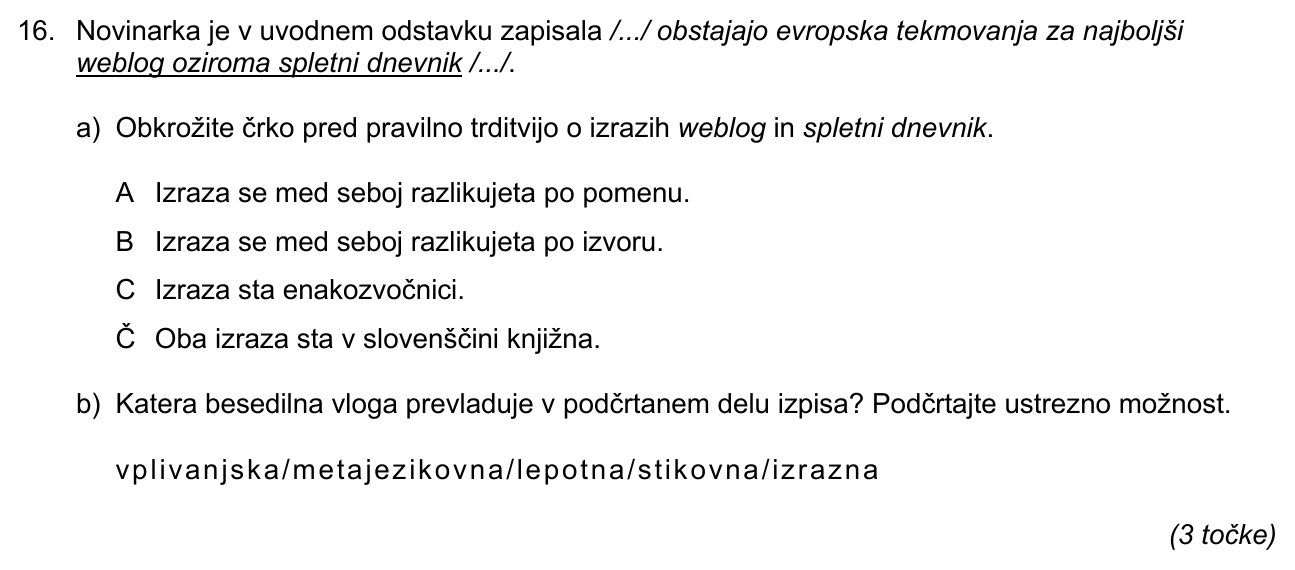 16. Novinarka je v uvodnem odstavku zapisala /.../ obstajajo evropska tekmovanja za najboljši
weblog oziroma spletni dnevnik /.../.
a) Obkrožite črko pred pravilno trditvijo o izrazih weblog in spletni dnevnik.
A Izraza se med seboj razlikujeta po pomenu.
B Izraza se med seboj razlikujeta po izvoru.
C Izraza sta enakozvočnici.
Č Oba izraza sta v slovenščini knjižna.
b) Katera besedilna vloga prevladuje v podčrtanem delu izpisa? Podčrtajte ustrezno možnost.
vplivanjska/metajezikovna/lepotna/stikovna/izrazna
(3 točke)